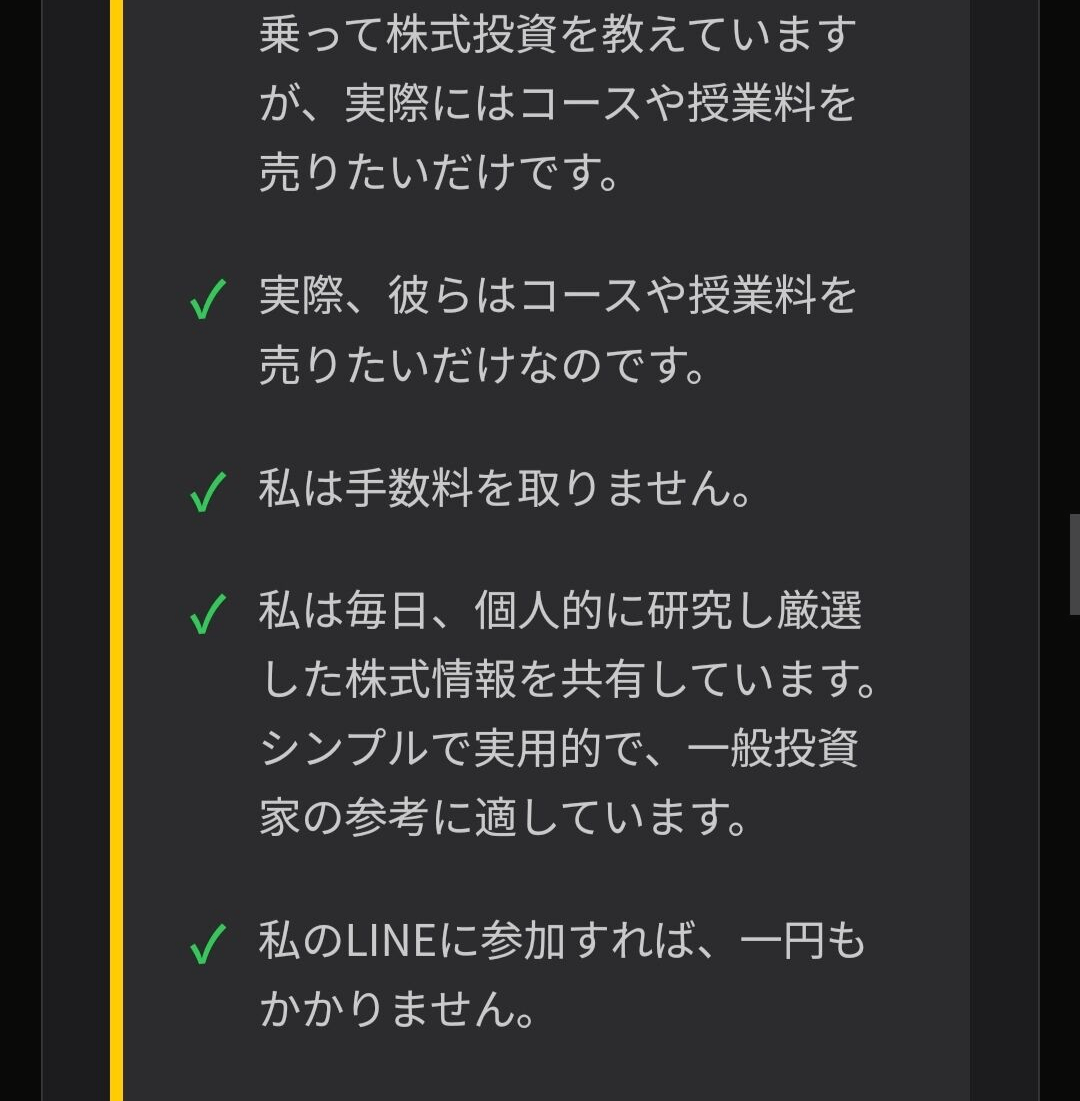 乗って株式投資を教えています
が、実際にはコースや授業料を
売りたいだけです。
✓ 実際、彼らはコースや授業料を
売りたいだけなのです。
✓ 私は手数料を取りません。
✓ 私は毎日、個人的に研究し厳選
した株式情報を共有しています。
シンプルで実用的で、一般投資
家の参考に適しています。
✓ 私のLINEに参加すれば、一円も
かかりません。